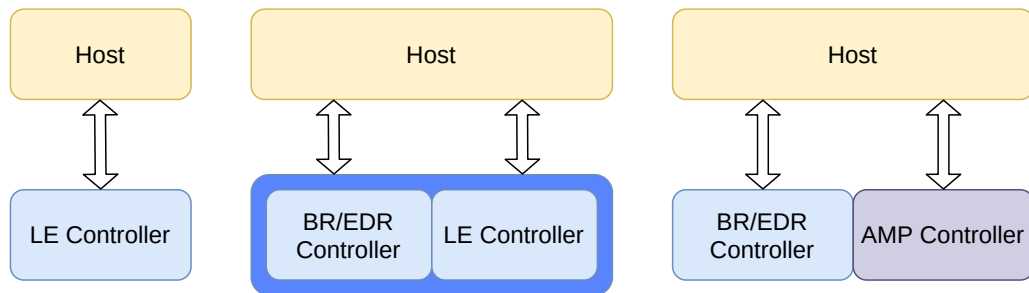 Host
Host
Host
LE Controller
BR/EDR
Controller
LE Controller
BR/EDR
Controller
AMP Controller